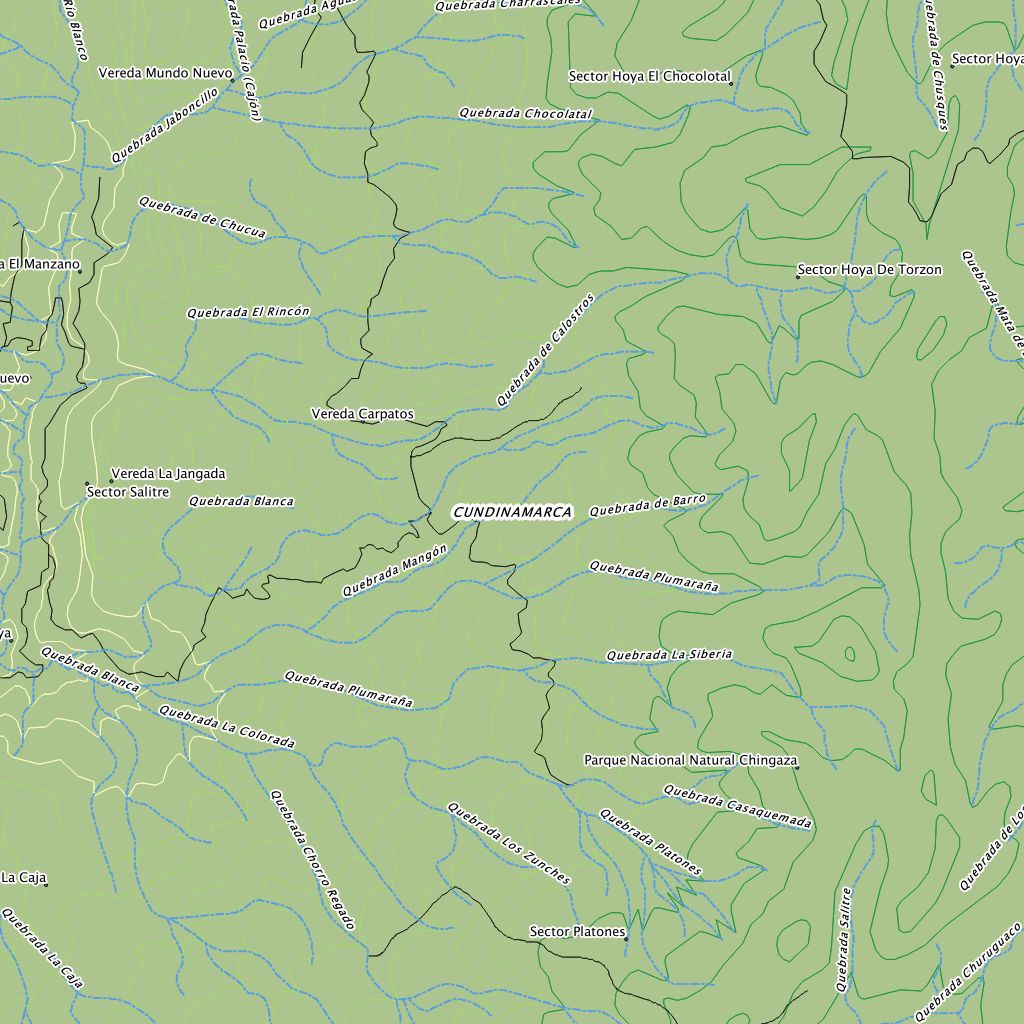 Quebrada Charrascales
Río Blanco
Vereda Mundo Nuevo
Sector Hoya El Chocolotal
Quebrada de Chusques
Sector Hoya
Quebrada Jaboncillo
Quebrada Chocolatal
Quebrada de Chucua
El Manzano
Sector Hoya De Torzon
Quebrada Mata de
Quebrada El Rincón
Quebrada de Calostros
Vereda Carpatos
Vereda La Jangada
Sector Salitre
Quebrada Blanca
CUNDINAMARCA
Quebrada de Barro
Quebrada Mangón
Quebrada Plumaraña
Quebrada Blanca
Quebrada La Siberia
Quebrada Plumaraña
Quebrada La Colorada
Parque Nacional Natural Chingaza
Quebrada Casaquemada
Quebrada Chorro Regado
Quebrada Los Zunches
Quebrada Platones
La Caja
Quebrada La Caja
Sector Platones
Quebrada Salitre
Quebrada Churuguaco